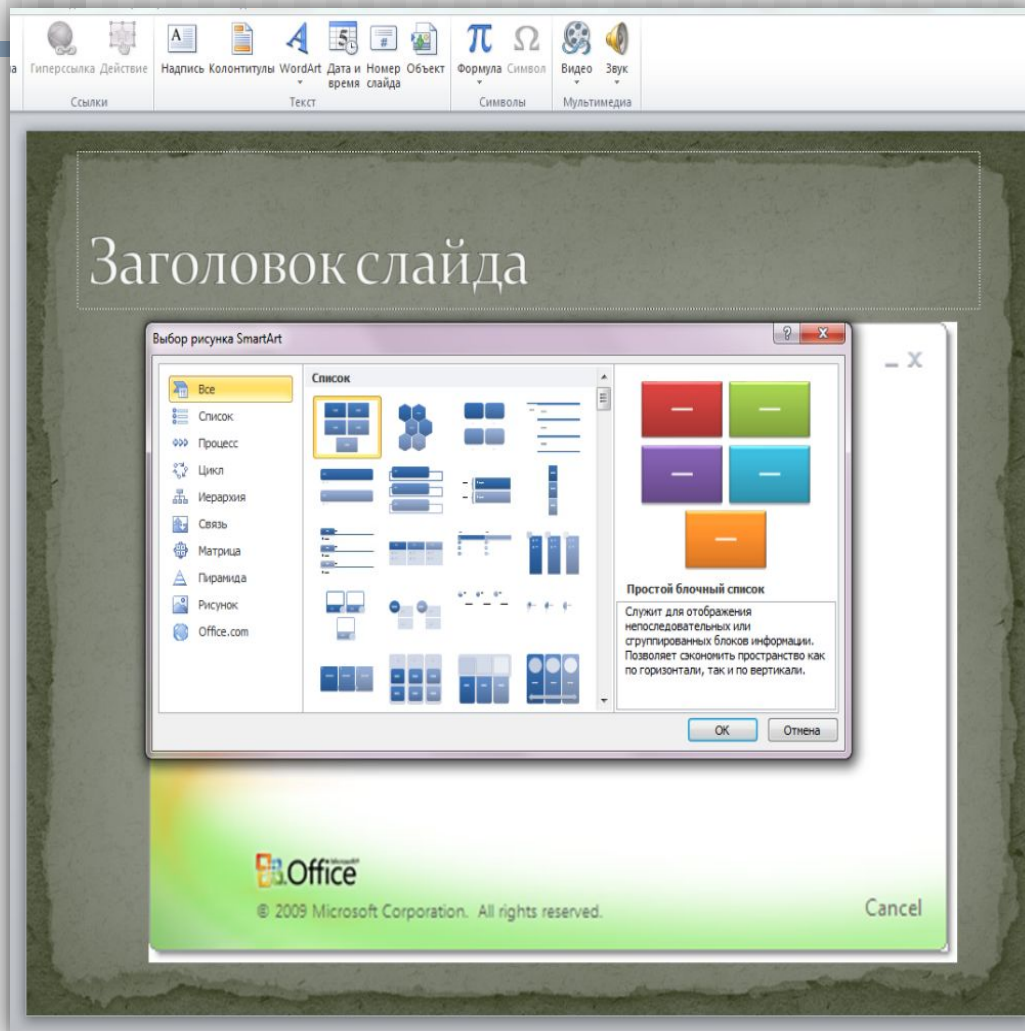 а
Гиперссылка Действие
Надпись Колонтитулы WordArt Дата и время Номер слайда Объект
Формула Символ
Видео Звук
Ссылки
Текст
Символы
Мультимедиа
Заголовок слайда
Выбор рисунка SmartArt
Все
Список
Процесс
Цикл
Иерархия
Связь
Матрица
Пирамида
Рисунок
Office.com
Список
Простой блочный список
Служит для отображения
непоследовательных или
сгруппированных блоков информации.
Позволяет сэкономить пространство как
по горизонтали, так и по вертикали.
ОК
Отмена
Microsoft
Office
© 2009 Microsoft Corporation. All rights reserved.
Cancel